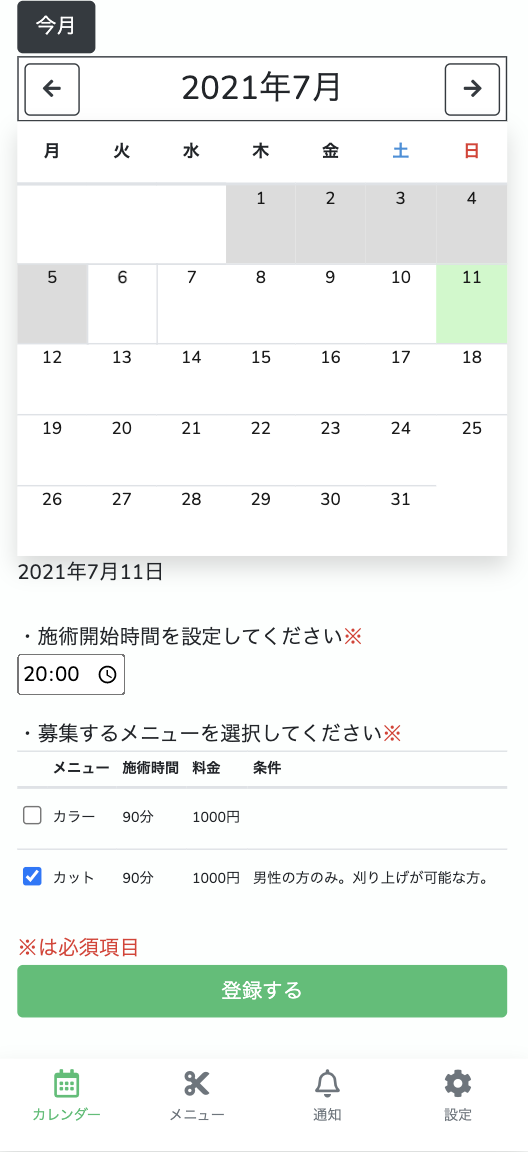 今月
2021年7月
月 火 水 木 金 土 日
1 2 3 4
5 6 7 8 9 10 11
12 13 14 15 16 17 18
19 20 21 22 23 24 25
26 27 28 29 30 31
2021年7月11日
・施術開始時間を設定してください※
20:00
・募集するメニューを選択してください※
メニュー 施術時間 料金 条件
カラー 90分 1000円
カット 90分 1000円 男性の方のみ。刈り上げが可能な方。
※は必須項目
登録する
カレンダー メニュー 通知 設定